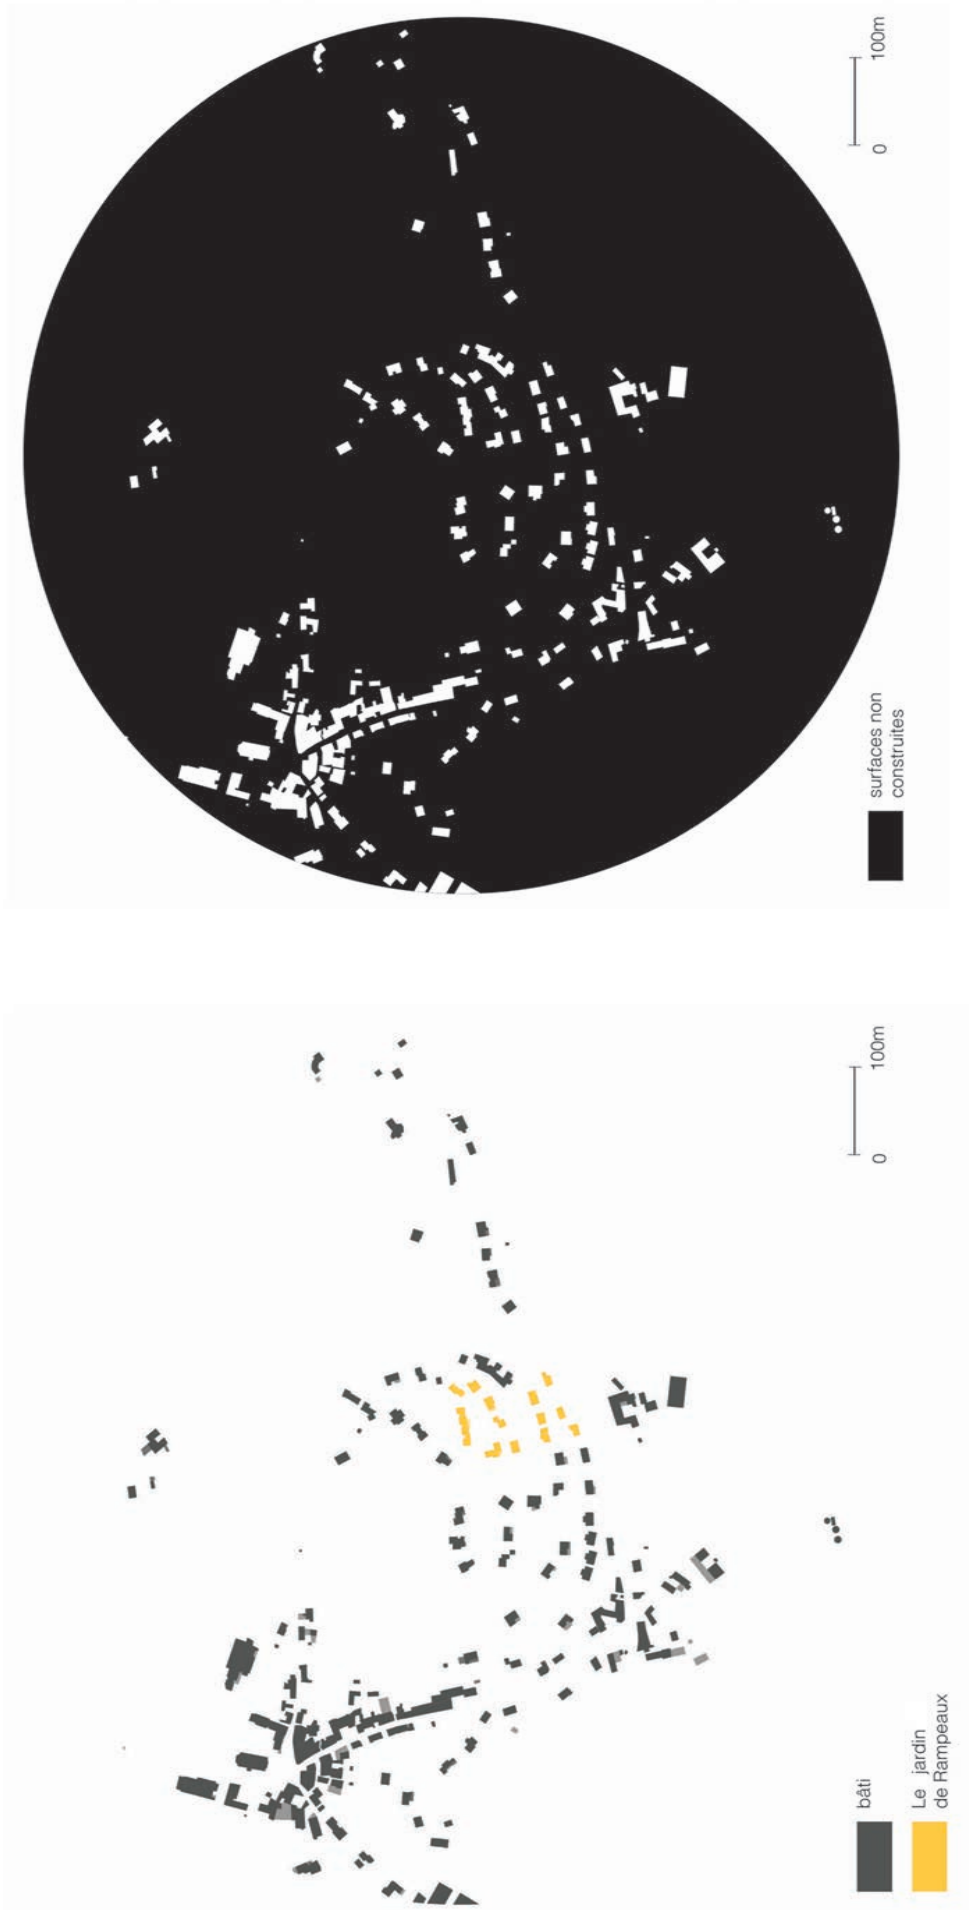 0
100m
surfaces non
construites
0
100m
bâti
Le jardin
de Rampeaux